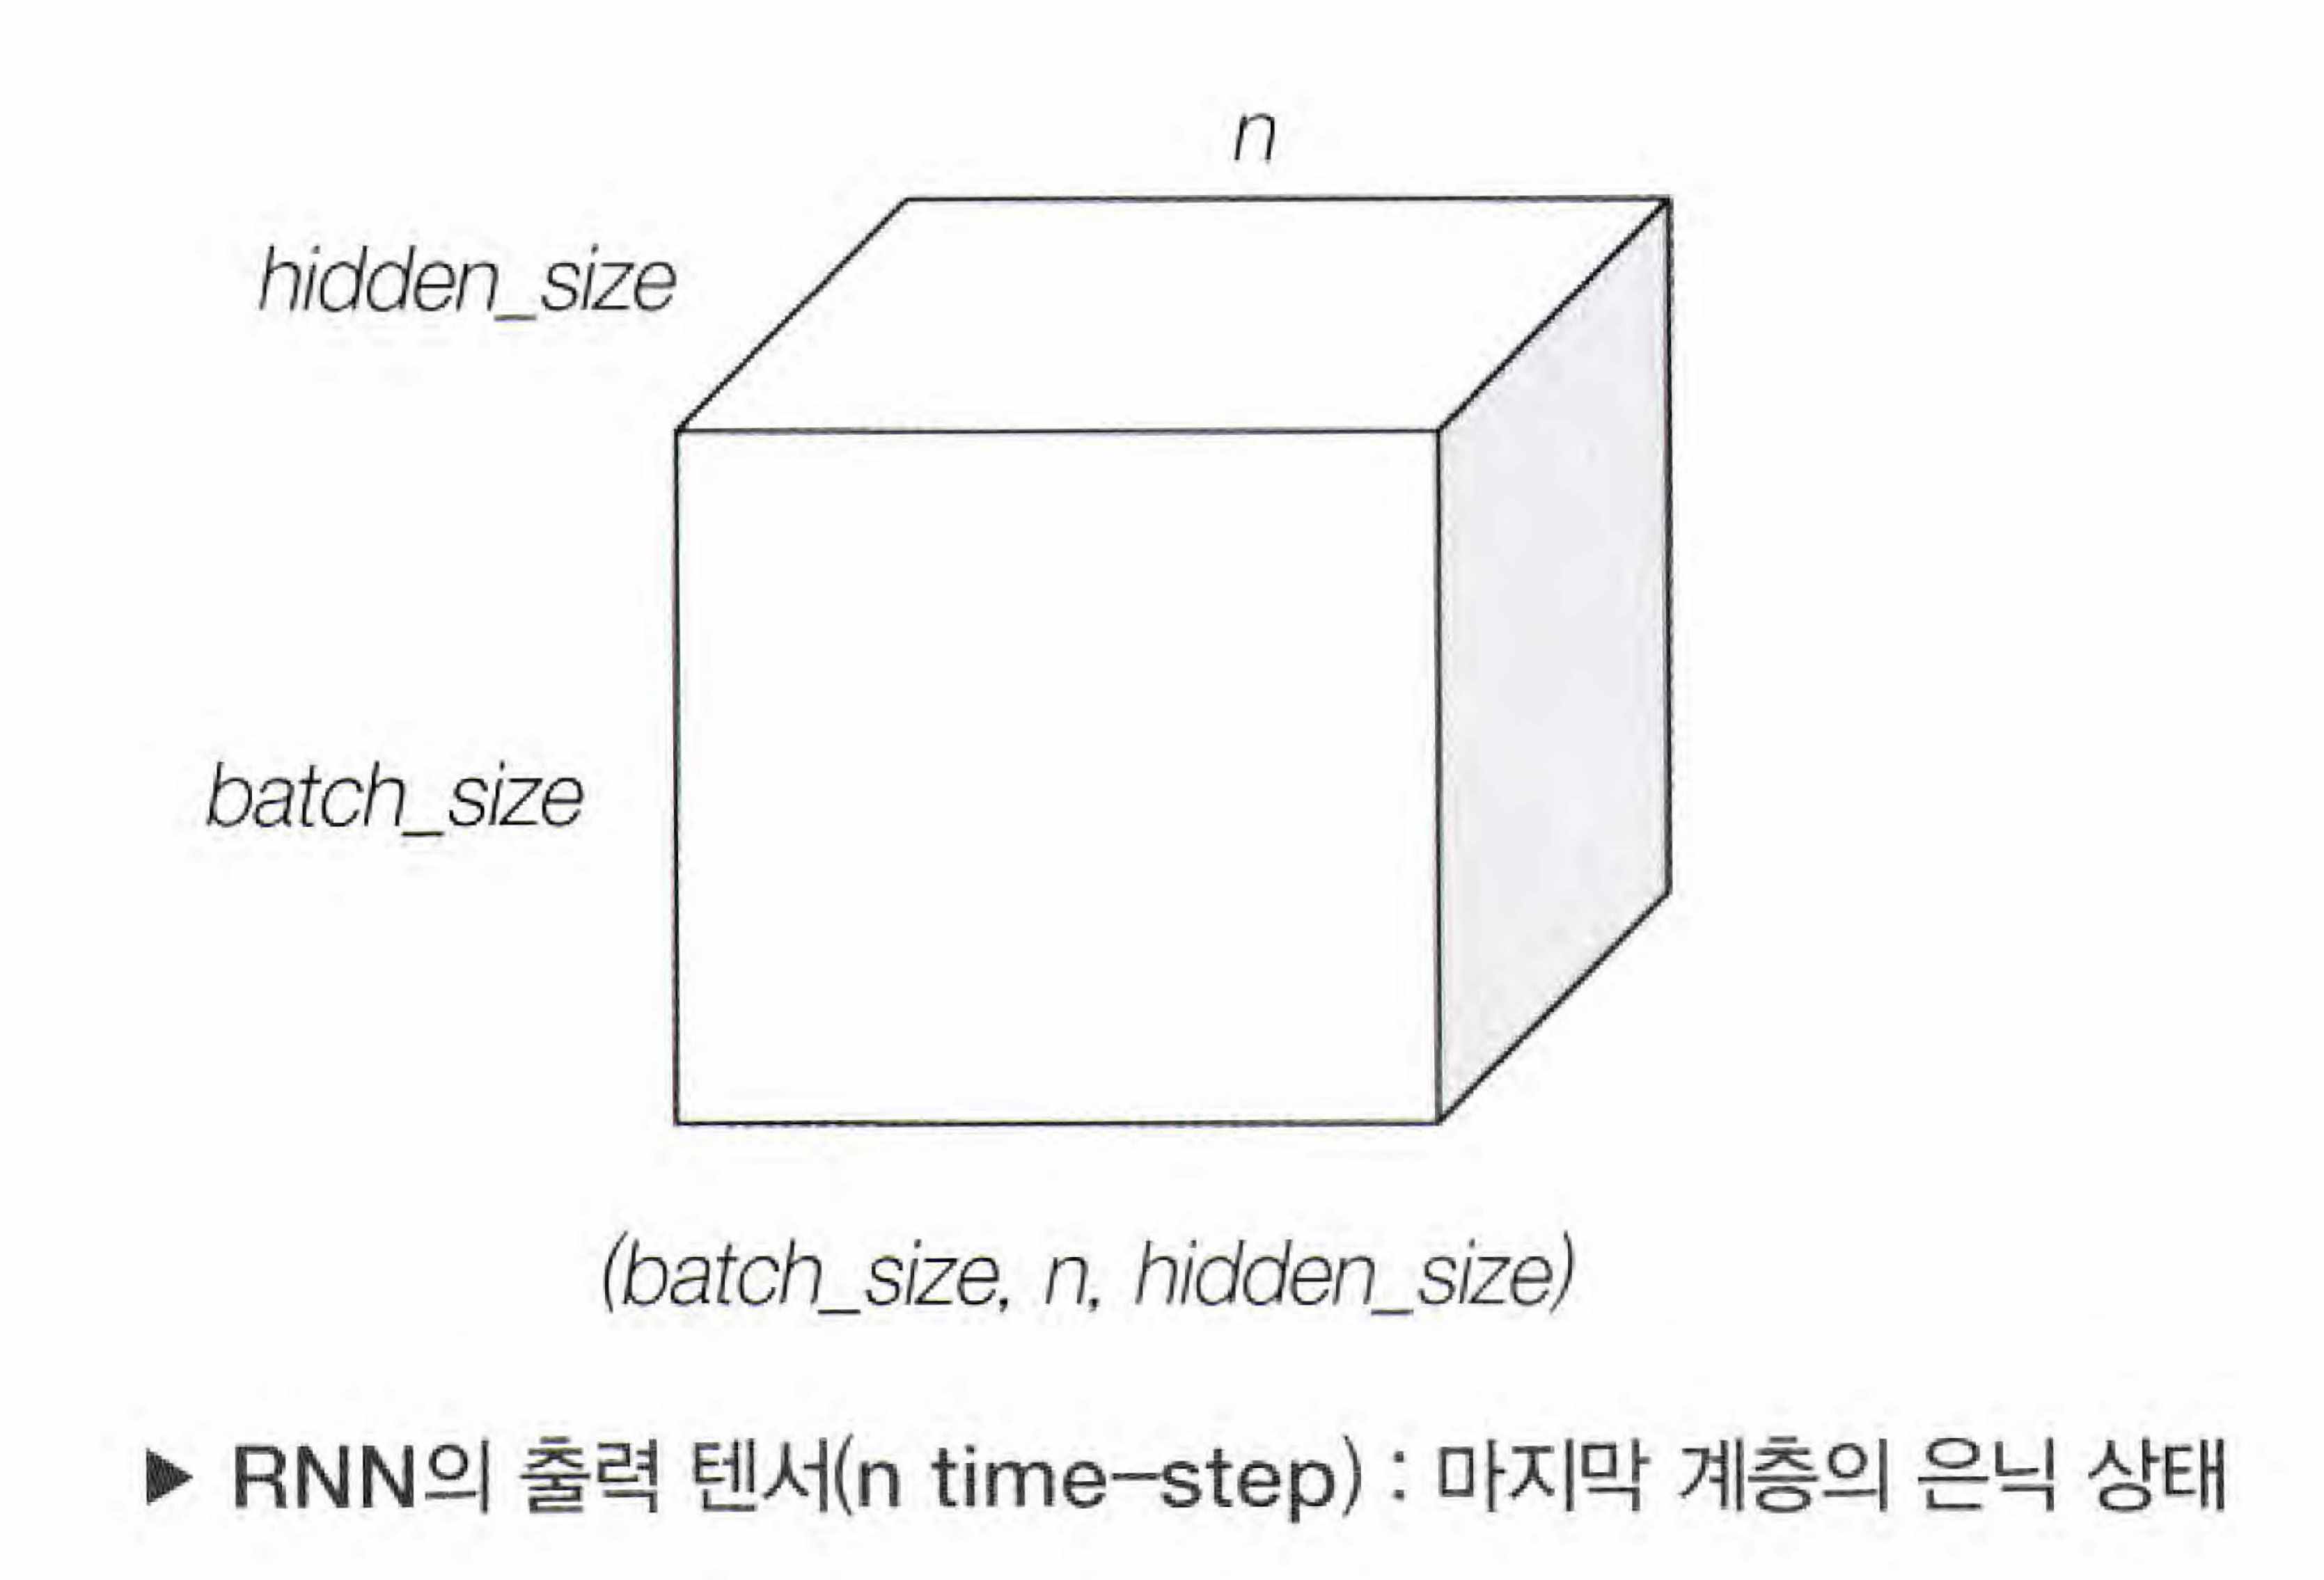 n
hidden_size
batch_size
(batch_size, n, hidden_size)
▶ RNN의 출력 텐서(n time-step) : 마지막 계층의 은닉 상태